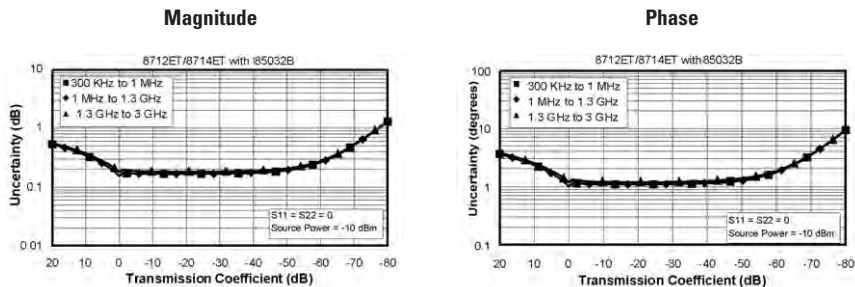 Magnitude
8712ET/8714ET with 85032B
10
1
0.1
0.01
Uncertainty (dB)
300 KHz to 1 MHz
1 MHz to 1.3 GHz
1.3 GHz to 3 GHz
S11 = S22 = 0
Source Power = -10 dBm
20 10 0 -10 -20 -30 -40 -50 -60 -70 -80
Transmission Coefficient (dB)
Phase
8712ET/8714ET with 85032B
100
10
1
0.1
Uncertainty (degrees)
300 KHz to 1 MHz
1 MHz to 1.3 GHz
1.3 GHz to 3 GHz
S11 = S22 = 0
Source Power = -10 dBm
20 10 0 -10 -20 -30 -40 -50 -60 -70 -80
Transmission Coefficient (dB)